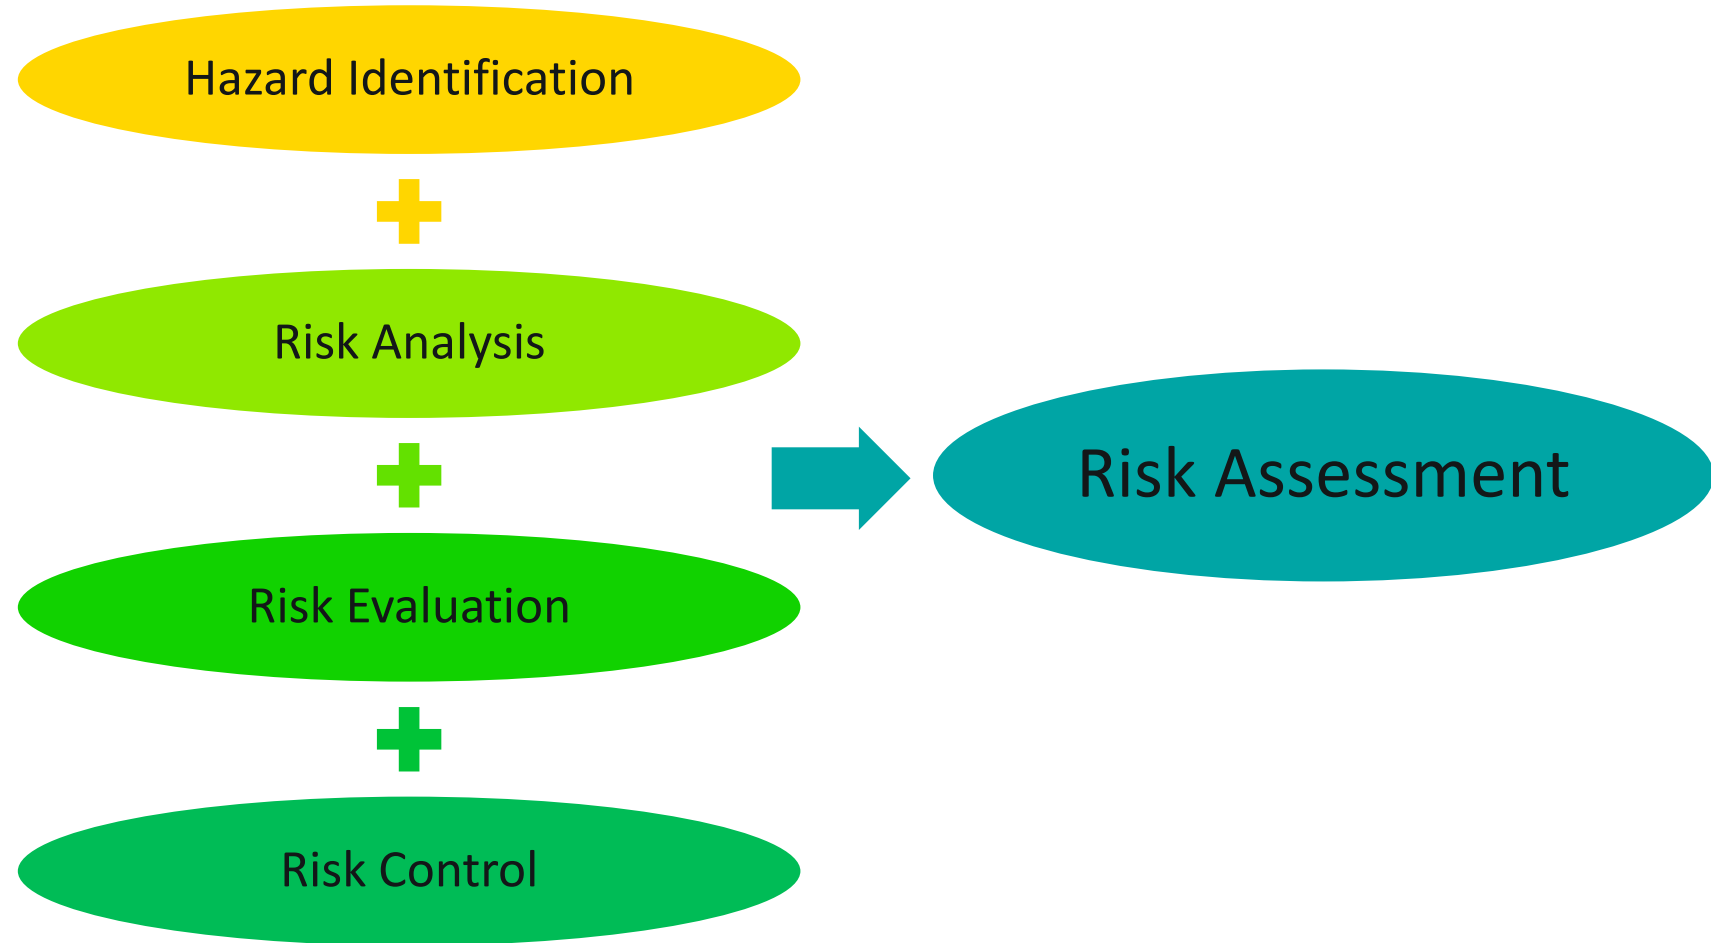 Hazard Identification
Risk Analysis
Risk Evaluation
Risk Control
Risk Assessment